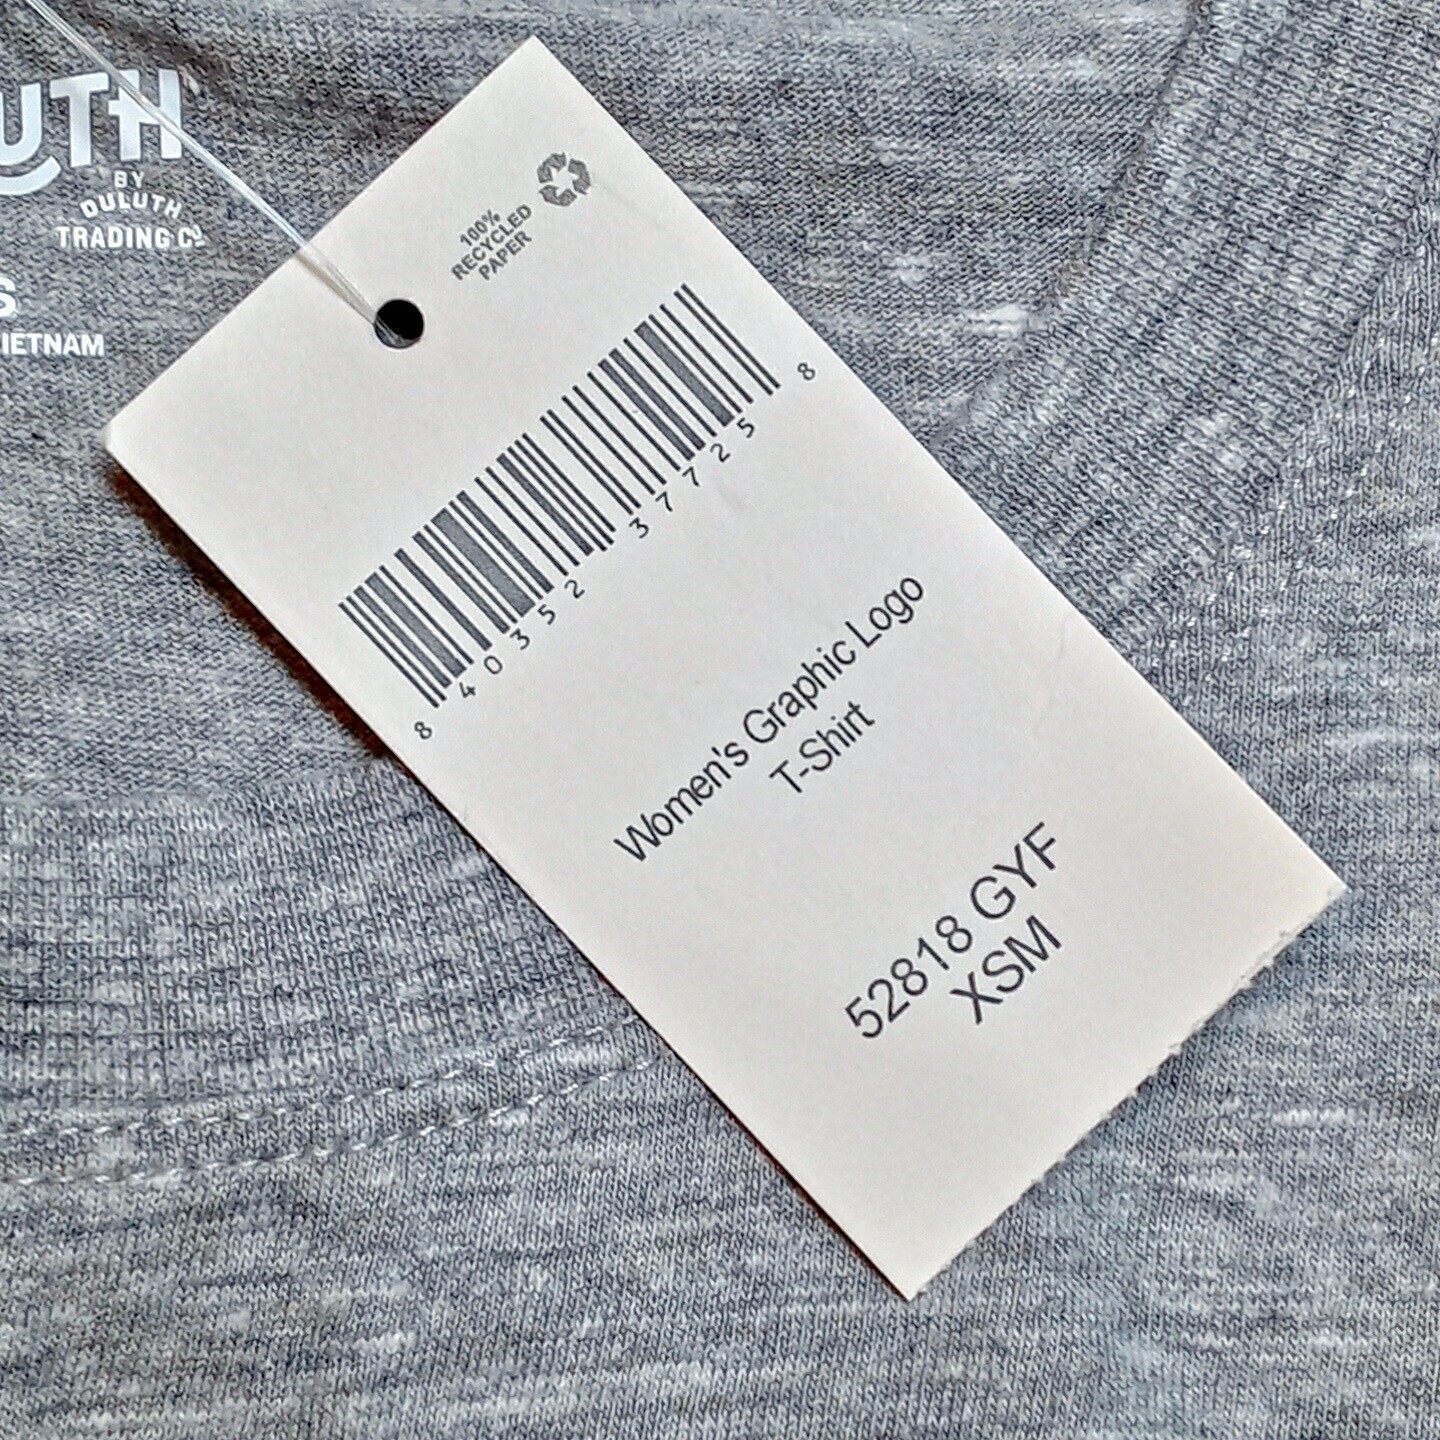 UTH
BY
DULUTH
TRADING Cº
S
IETNAM
100%
RECYCLED
PAPER
8 40352 37725 8
Women's Graphic Logo
T-Shirt
52818 GYF
XSM